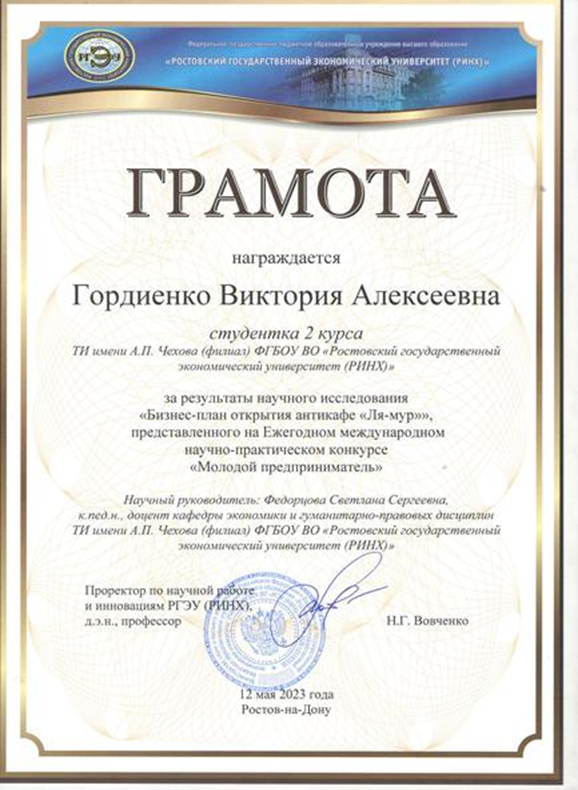 Федеральное государственное бюджетное образовательное учреждение высшего образования
«РОСТОВСКИЙ ГОСУДАРСТВЕННЫЙ ЭКОНОМИЧЕСКИЙ УНИВЕРСИТЕТ (РИНХ)»
РГЭУ
ГРАМОТА
награждается
Гордиенко Виктория Алексеевна
студентка 2 курса
ТИ имени А.П. Чехова (филиал) ФГБОУ ВО «Ростовский государственный
экономический университет (РИНХ)»
за результаты научного исследования
«Бизнес-план открытия антикафе «Ля-мур»»,
представленного на Ежегодном международном
научно-практическом конкурсе
«Молодой предприниматель»
Научный руководитель: Федорцова Светлана Сергеевна,
к.пед.н., доцент кафедры экономики и гуманитарно-правовых дисциплин
ТИ имени А.П. Чехова (филиал) ФГБОУ ВО «Ростовский государственный
экономический университет (РИНХ)»
Проректор по научной работе
и инновациям РГЭУ (РИНХ),
д.э.н., профессор
Н.Г. Вовченко
12 мая 2023 года
Ростов-на-Дону